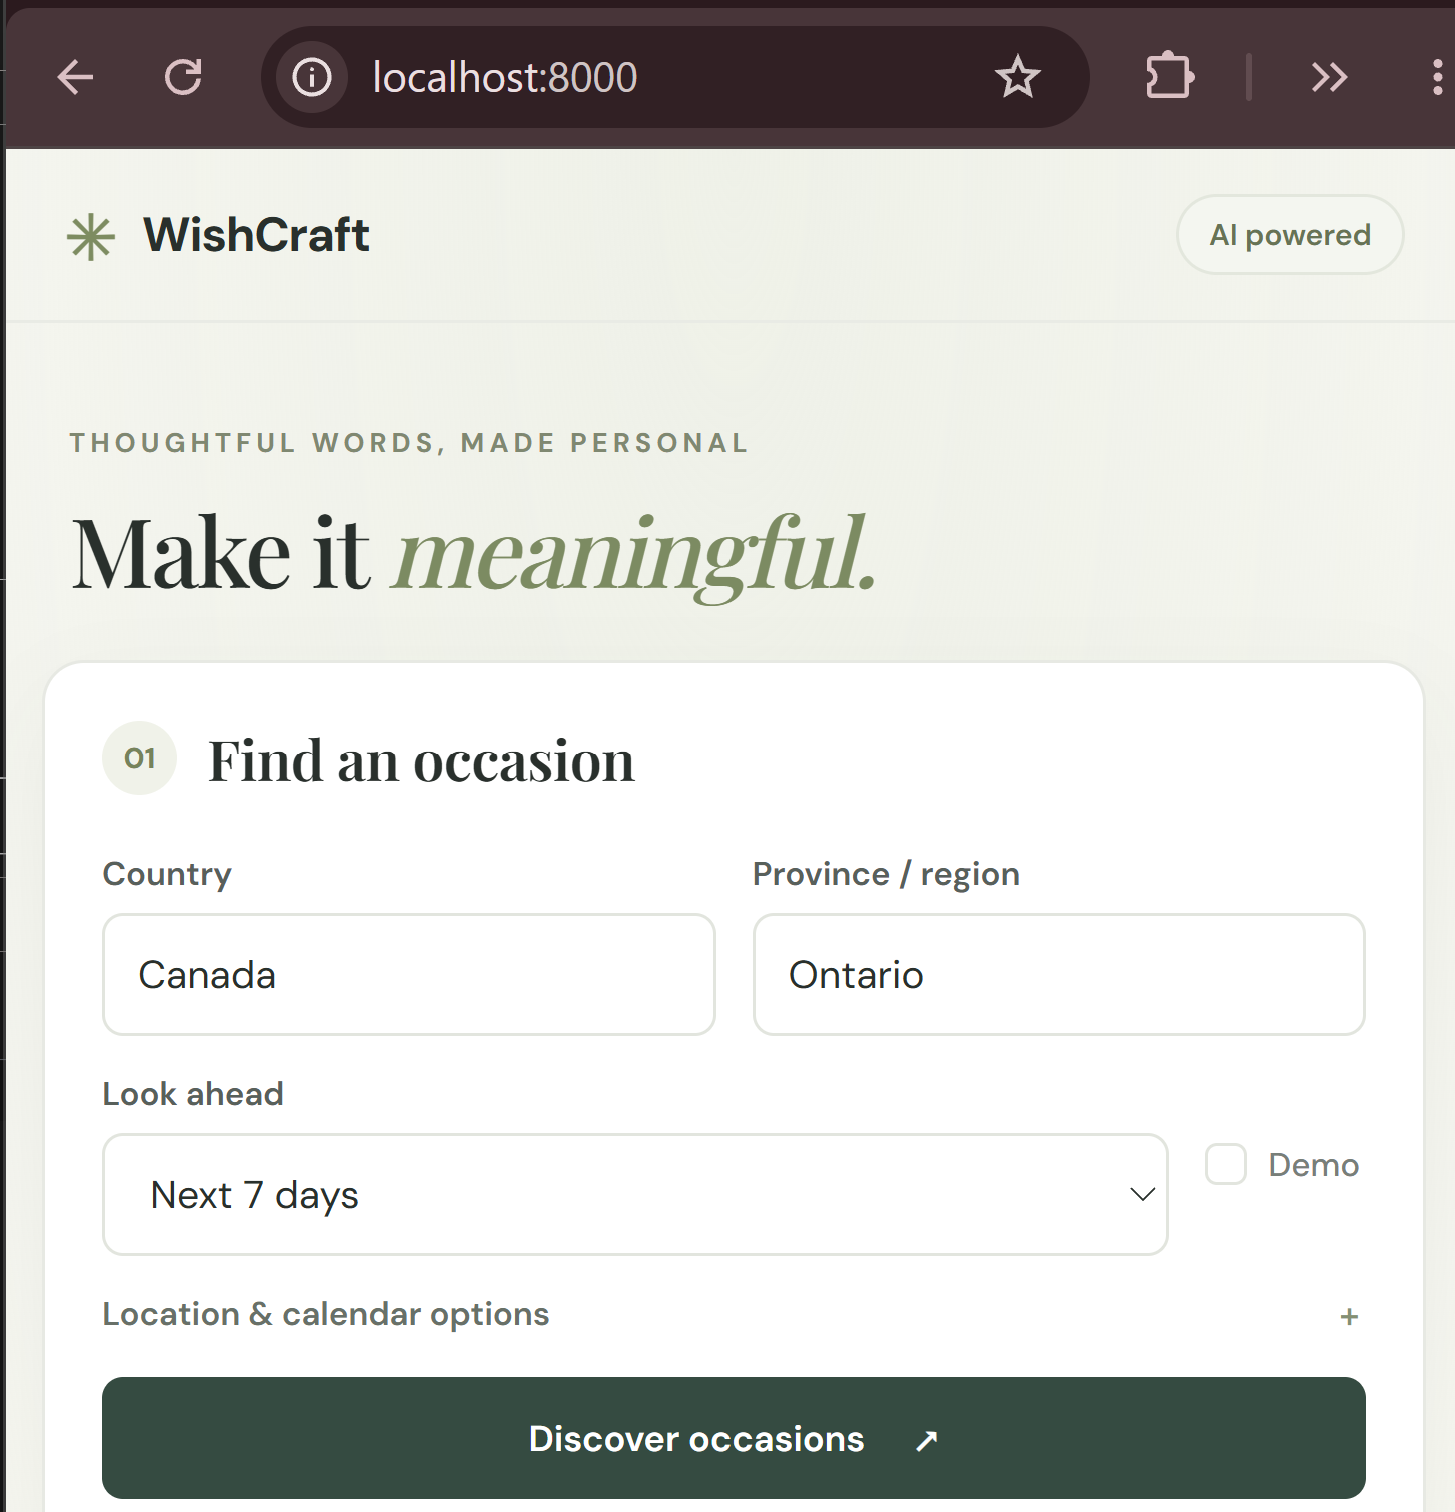 localhost:8000
WishCraft
AI powered
THOUGHTFUL WORDS, MADE PERSONAL
Make it meaningful.
01 Find an occasion
Country
Province / region
Canada
Ontario
Look ahead
Next 7 days
Demo
Location & calendar options +
Discover occasions ↗